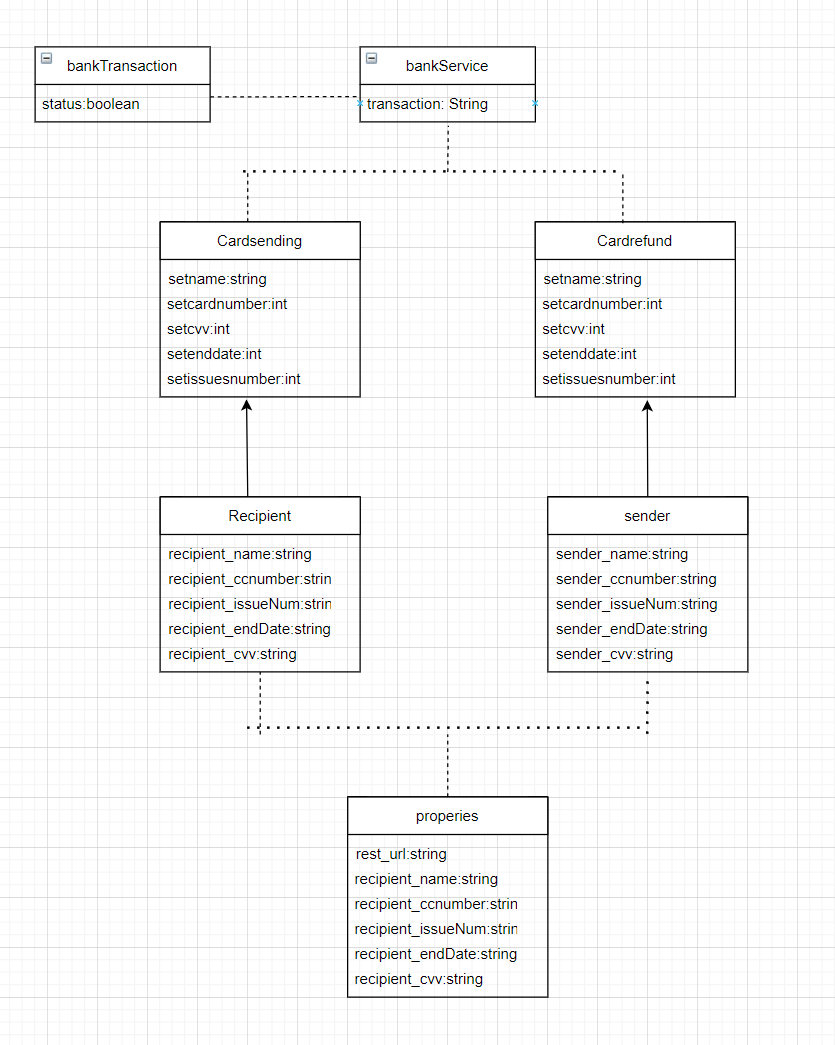 bankTransaction
status:boolean
bankService
transaction: String
Cardsending
setname:string
setcardnumber:int
setcvv:int
setenddate:int
setissuesnumber:int
Cardrefund
setname:string
setcardnumber:int
setcvv:int
setenddate:int
setissuesnumber:int
Recipient
recipient_name:string
recipient_ccnumber:strin
recipient_issueNum:strin
recipient_endDate:string
recipient_cvv:string
sender
sender_name:string
sender_ccnumber:string
sender_issueNum:string
sender_endDate:string
sender_cvv:string
properies
rest_url:string
recipient_name:string
recipient_ccnumber:strin
recipient_issueNum:strin
recipient_endDate:string
recipient_cvv:string